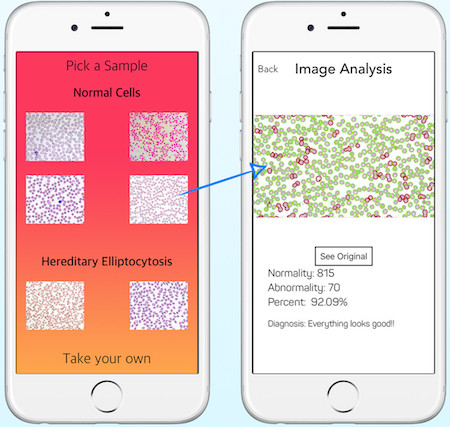 Pick a Sample
Normal Cells
Hereditary Elliptocytosis
Take your own
Back
Image Analysis
See Original
Normality: 815
Abnormality: 70
Percent: 92.09%
Diagnosis: Everything looks good!!